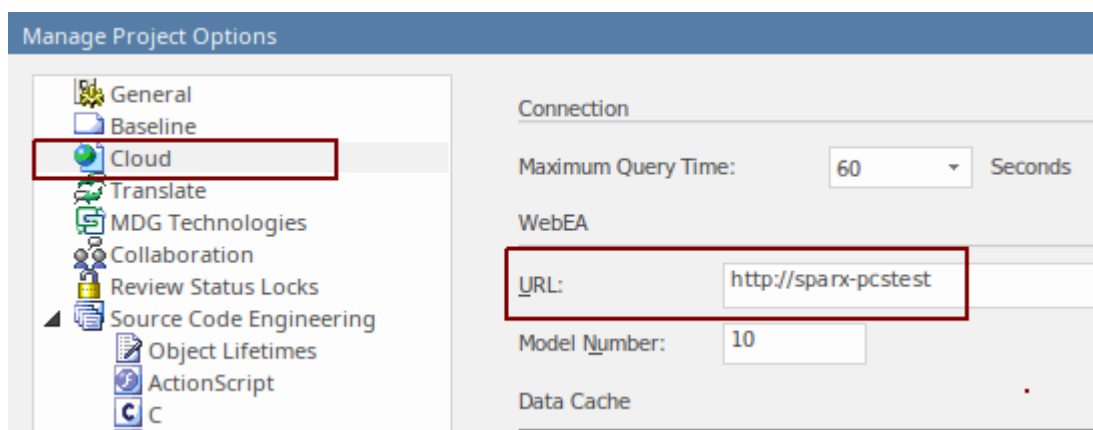 Manage Project Options
General
Baseline
Cloud
Translate
MDG Technologies
Collaboration
Review Status Locks
Source Code Engineering
Object Lifetimes
ActionScript
C
Connection
Maximum Query Time: 60 Seconds
WebEA
URL: http://sparx-pcstest
Model Number: 10
Data Cache